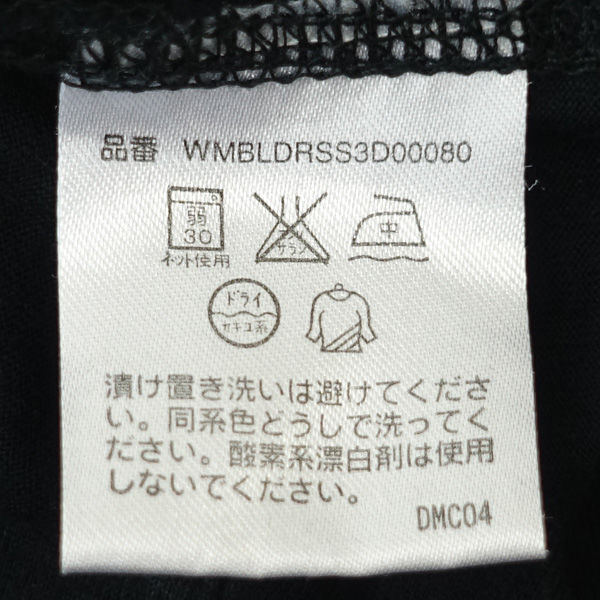 品番 WMBLDRSS3D00080
弱
30
ネット使用
サラシ
中
ドライ
セキユ系
漬け置き洗いは避けてくださ
い。同系色どうしで洗ってく
ださい。酸素系漂白剤は使用
しないでください。
DMC04